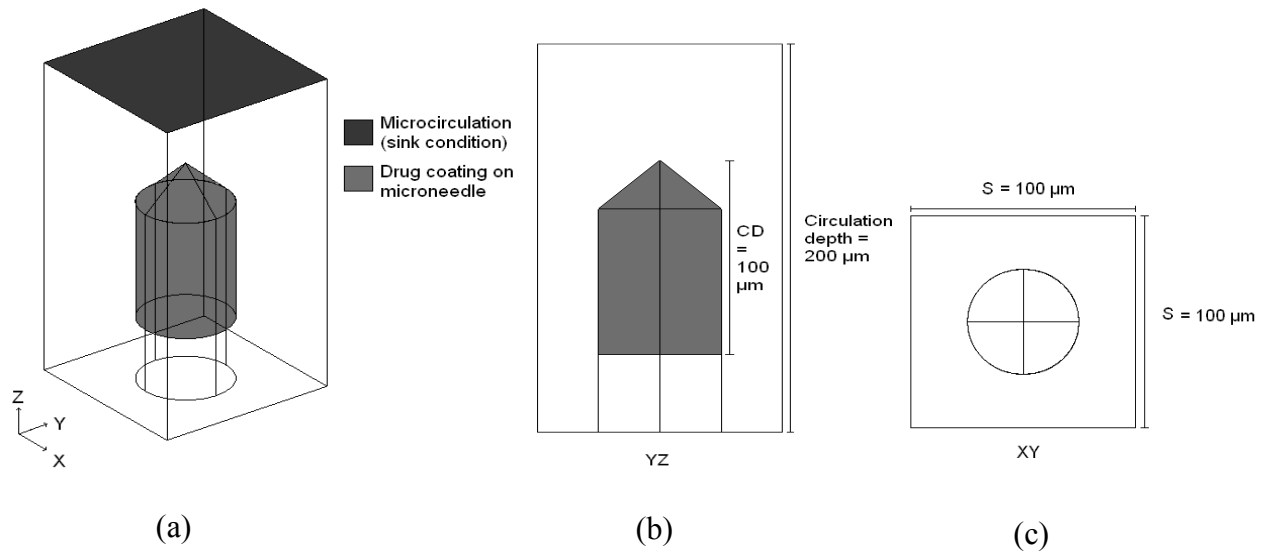 Microcirculation
(sink condition)
Drug coating on
microneedle
Z
Y
X
(a)
CD
=
100
µm
Circulation
depth =
200 µm
YZ
(b)
S = 100 µm
S = 100 µm
XY
(c)